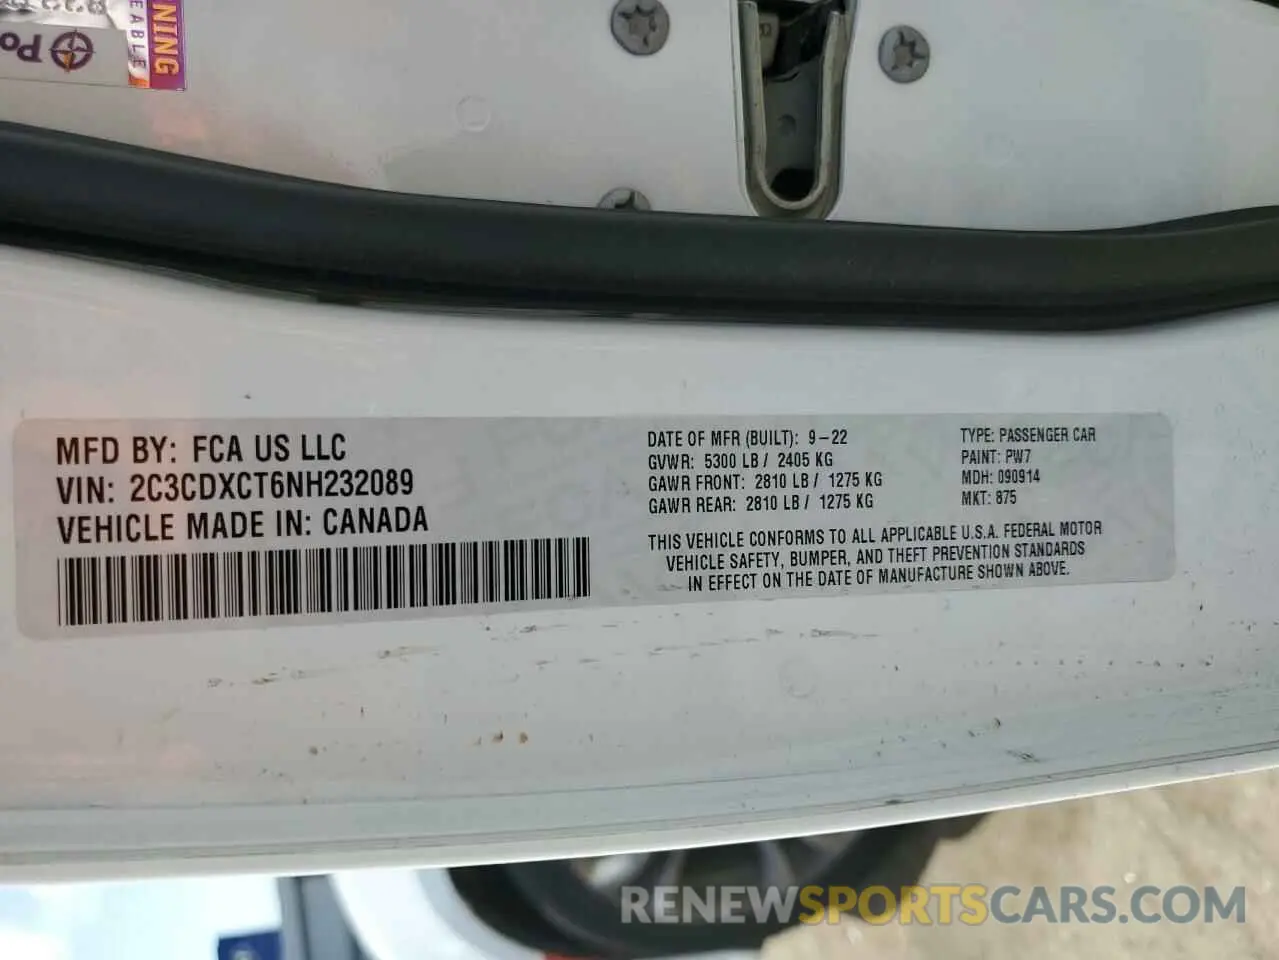 NING
EABLE
Po
MFD BY: FCA US LLC
VIN: 2C3CDXCT6NH232089
VEHICLE MADE IN: CANADA
DATE OF MFR (BUILT): 9-22
GVWR: 5300 LB / 2405 KG
GAWR FRONT: 2810 LB / 1275 KG
GAWR REAR: 2810 LB / 1275 KG
TYPE: PASSENGER CAR
PAINT: PW7
MDH: 090914
MKT: 875
THIS VEHICLE CONFORMS TO ALL APPLICABLE U.S.A. FEDERAL MOTOR
VEHICLE SAFETY, BUMPER, AND THEFT PREVENTION STANDARDS
IN EFFECT ON THE DATE OF MANUFACTURE SHOWN ABOVE.
RENEWSPORTSCARS.COM